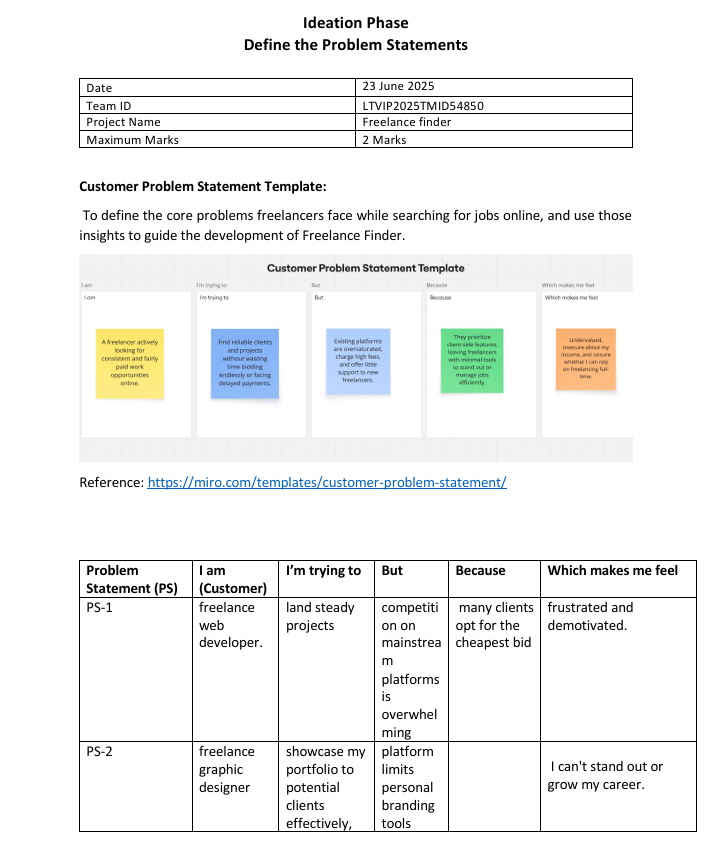 Ideation Phase
Define the Problem Statements
Date 23 June 2025
Team ID LTVIP2025TMID54850
Project Name Freelance finder
Maximum Marks 2 Marks
Customer Problem Statement Template:
To define the core problems freelancers face while searching for jobs online, and use those
insights to guide the development of Freelance Finder.
Customer Problem Statement Template
I am
I'm trying to
But
Because
Which makes me feel
I am
I'm trying to
But
Because
Which makes me feel
A freelancer actively
looking for
consistent and fairly
paid work
opportunities
online.
Find reliable clients
and projects
without wasting
time bidding
endlessly or facing
delayed payments.
Existing platforms
are oversaturated,
charge high fees,
and offer little
support to new
freelancers.
They prioritize
client-side features,
leaving freelancers
with minimal tools
to stand out or
manage jobs
efficiently.
Undervalued,
insecure about my
income, and unsure
whether I can rely
on freelancing full-
time.
Reference: https://miro.com/templates/customer-problem-statement/
Problem
Statement (PS)
I am
(Customer)
I'm trying to
But
Because
Which makes me feel
PS-1
freelance
web
developer.
land steady
projects
competiti
on on
mainstrea
m
platforms
is
overwhel
ming
many clients
opt for the
cheapest bid
frustrated and
demotivated.
PS-2
freelance
graphic
designer
showcase my
portfolio to
potential
clients
effectively,
platform
limits
personal
branding
tools
I can't stand out or
grow my career.